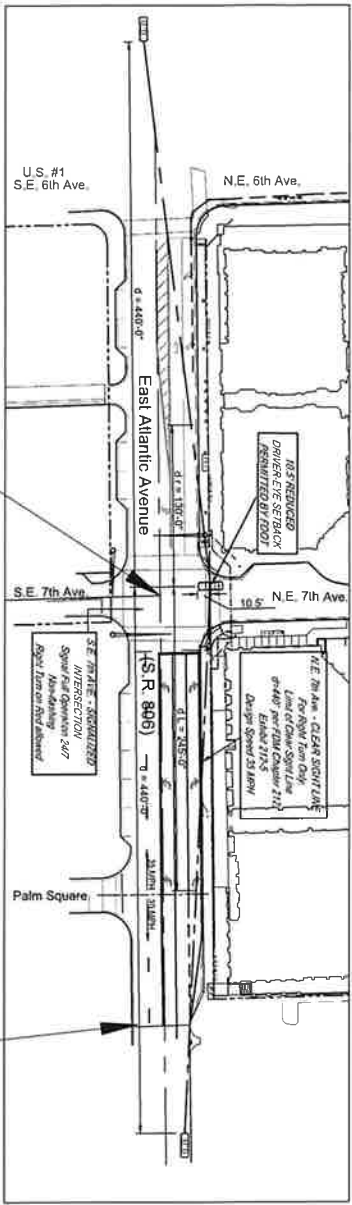 U.S. #1
S.E. 6th Ave.
N.E. 6th Ave.
d = 440'-0"
East Atlantic Avenue
d r = 130'-0"
10.5' REDUCED
DRIVER-EYE SETBACK
PERMITTED BY FDOT
S.E. 7th Ave.
N.E. 7th Ave.
10.5'
S.E. 7th AVE. - SIGNALIZED
INTERSECTION
Signal Full Operation 24/7
Non-flashing
Right Turn on Red allowed
(S.R. 806)
d L = 245'-0"
d = 440'-0"
N.E. 7th Ave. - CLEAR SIGHT LINE
For Right Turn Only
Limit of Clear Sight Line
d=440' per FDM Chapter 212
Exhibit 212-5
Design Speed 35 MPH
35 MPH
30 MPH
Palm Square